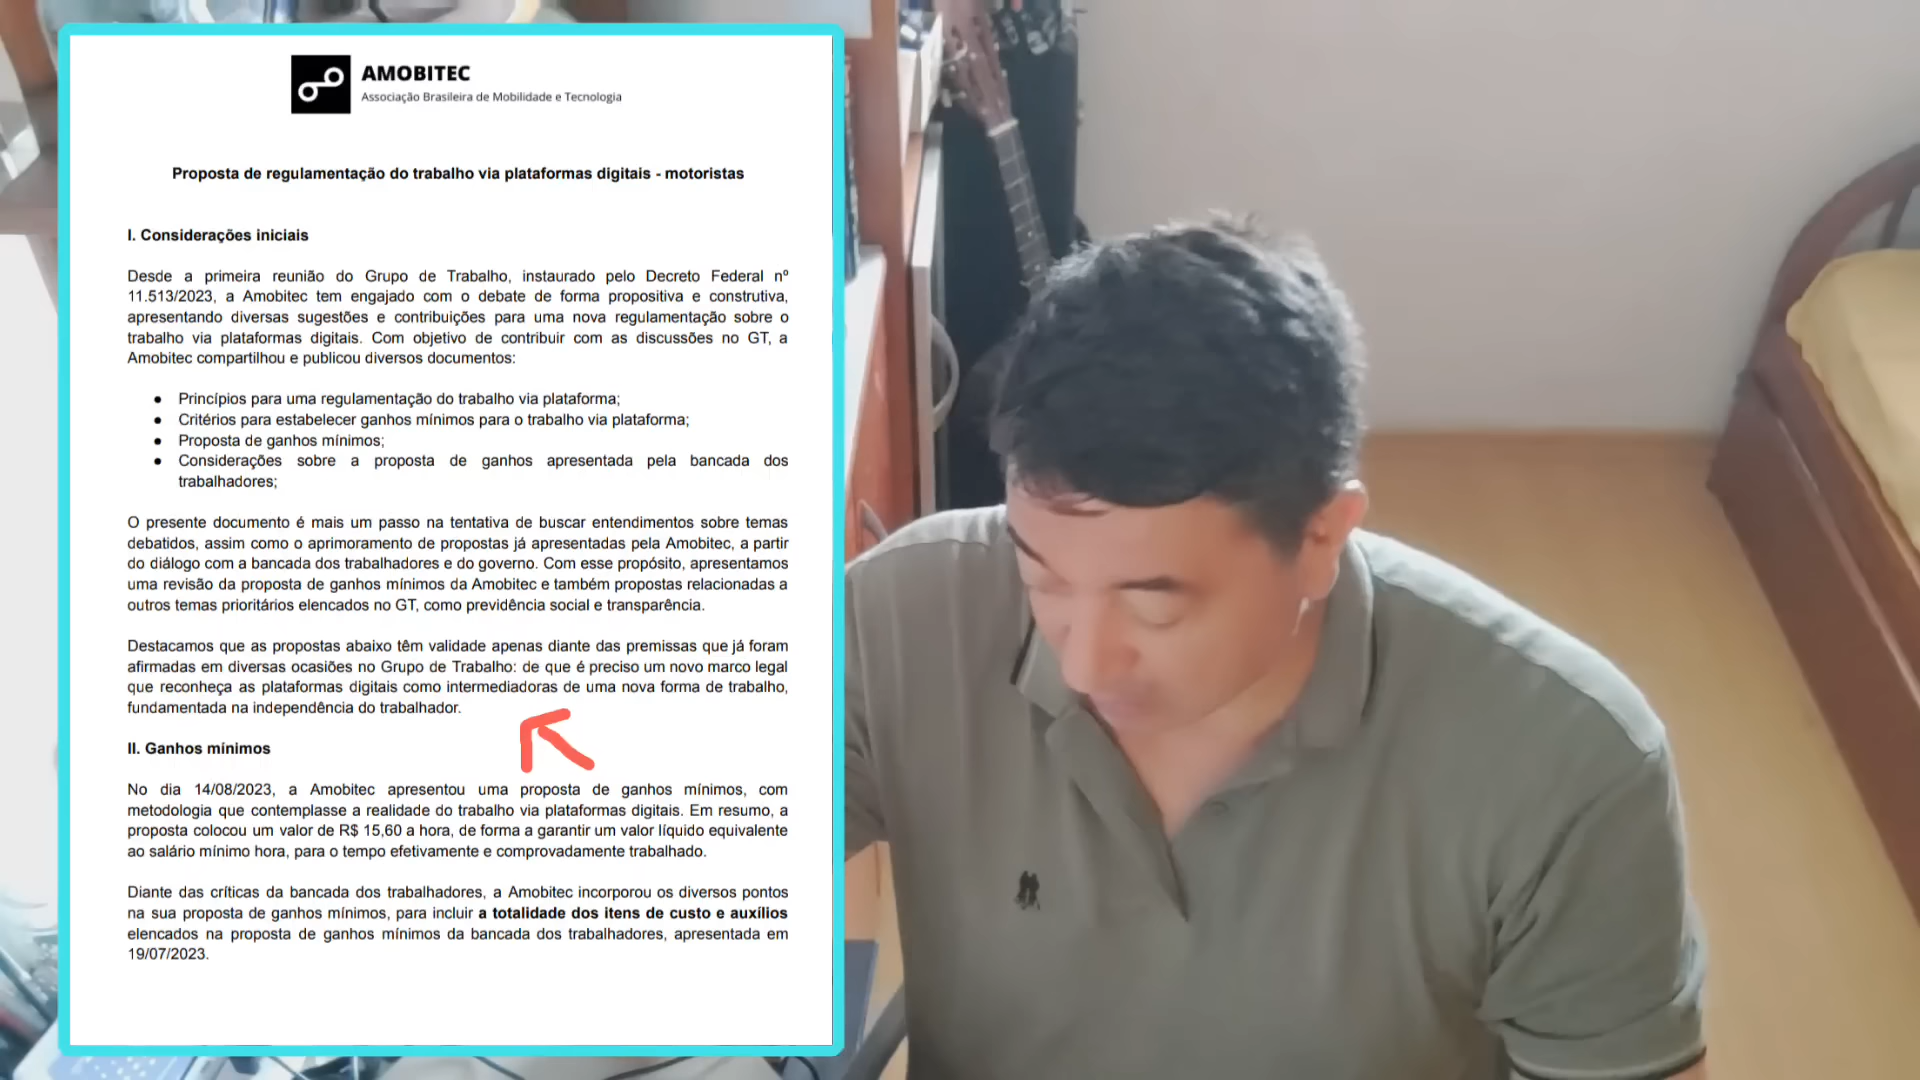 AMOBITEC
Associação Brasileira de Mobilidade e Tecnologia
Proposta de regulamentação do trabalho via plataformas digitais - motoristas
I. Considerações iniciais
Desde a primeira reunião do Grupo de Trabalho, instaurado pelo Decreto Federal nº
11.513/2023, a Amobitec tem engajado com o debate de forma propositiva e construtiva,
apresentando diversas sugestões e contribuições para uma nova regulamentação sobre o
trabalho via plataformas digitais. Com objetivo de contribuir com as discussões no GT, a
Amobitec compartilhou e publicou diversos documentos:
● Princípios para uma regulamentação do trabalho via plataforma;
● Critérios para estabelecer ganhos mínimos para o trabalho via plataforma;
● Proposta de ganhos mínimos;
● Considerações sobre a proposta de ganhos apresentada pela bancada dos
trabalhadores;
O presente documento é mais um passo na tentativa de buscar entendimentos sobre temas
debatidos, assim como o aprimoramento de propostas já apresentadas pela Amobitec, a partir
do diálogo com a bancada dos trabalhadores e do governo. Com esse propósito, apresentamos
uma revisão da proposta de ganhos mínimos da Amobitec e também propostas relacionadas a
outros temas prioritários elencados no GT, como previdência social e transparência.
Destacamos que as propostas abaixo têm validade apenas diante das premissas que já foram
afirmadas em diversas ocasiões no Grupo de Trabalho: de que é preciso um novo marco legal
que reconheça as plataformas digitais como intermediadoras de uma nova forma de trabalho,
fundamentada na independência do trabalhador.
II. Ganhos mínimos
No dia 14/08/2023, a Amobitec apresentou uma proposta de ganhos mínimos, com
metodologia que contemplasse a realidade do trabalho via plataformas digitais. Em resumo, a
proposta colocou um valor de R$ 15,60 a hora, de forma a garantir um valor líquido equivalente
ao salário mínimo hora, para o tempo efetivamente e comprovadamente trabalhado.
Diante das críticas da bancada dos trabalhadores, a Amobitec incorporou os diversos pontos
na sua proposta de ganhos mínimos, para incluir a totalidade dos itens de custo e auxílios
elencados na proposta de ganhos mínimos da bancada dos trabalhadores, apresentada em
19/07/2023.